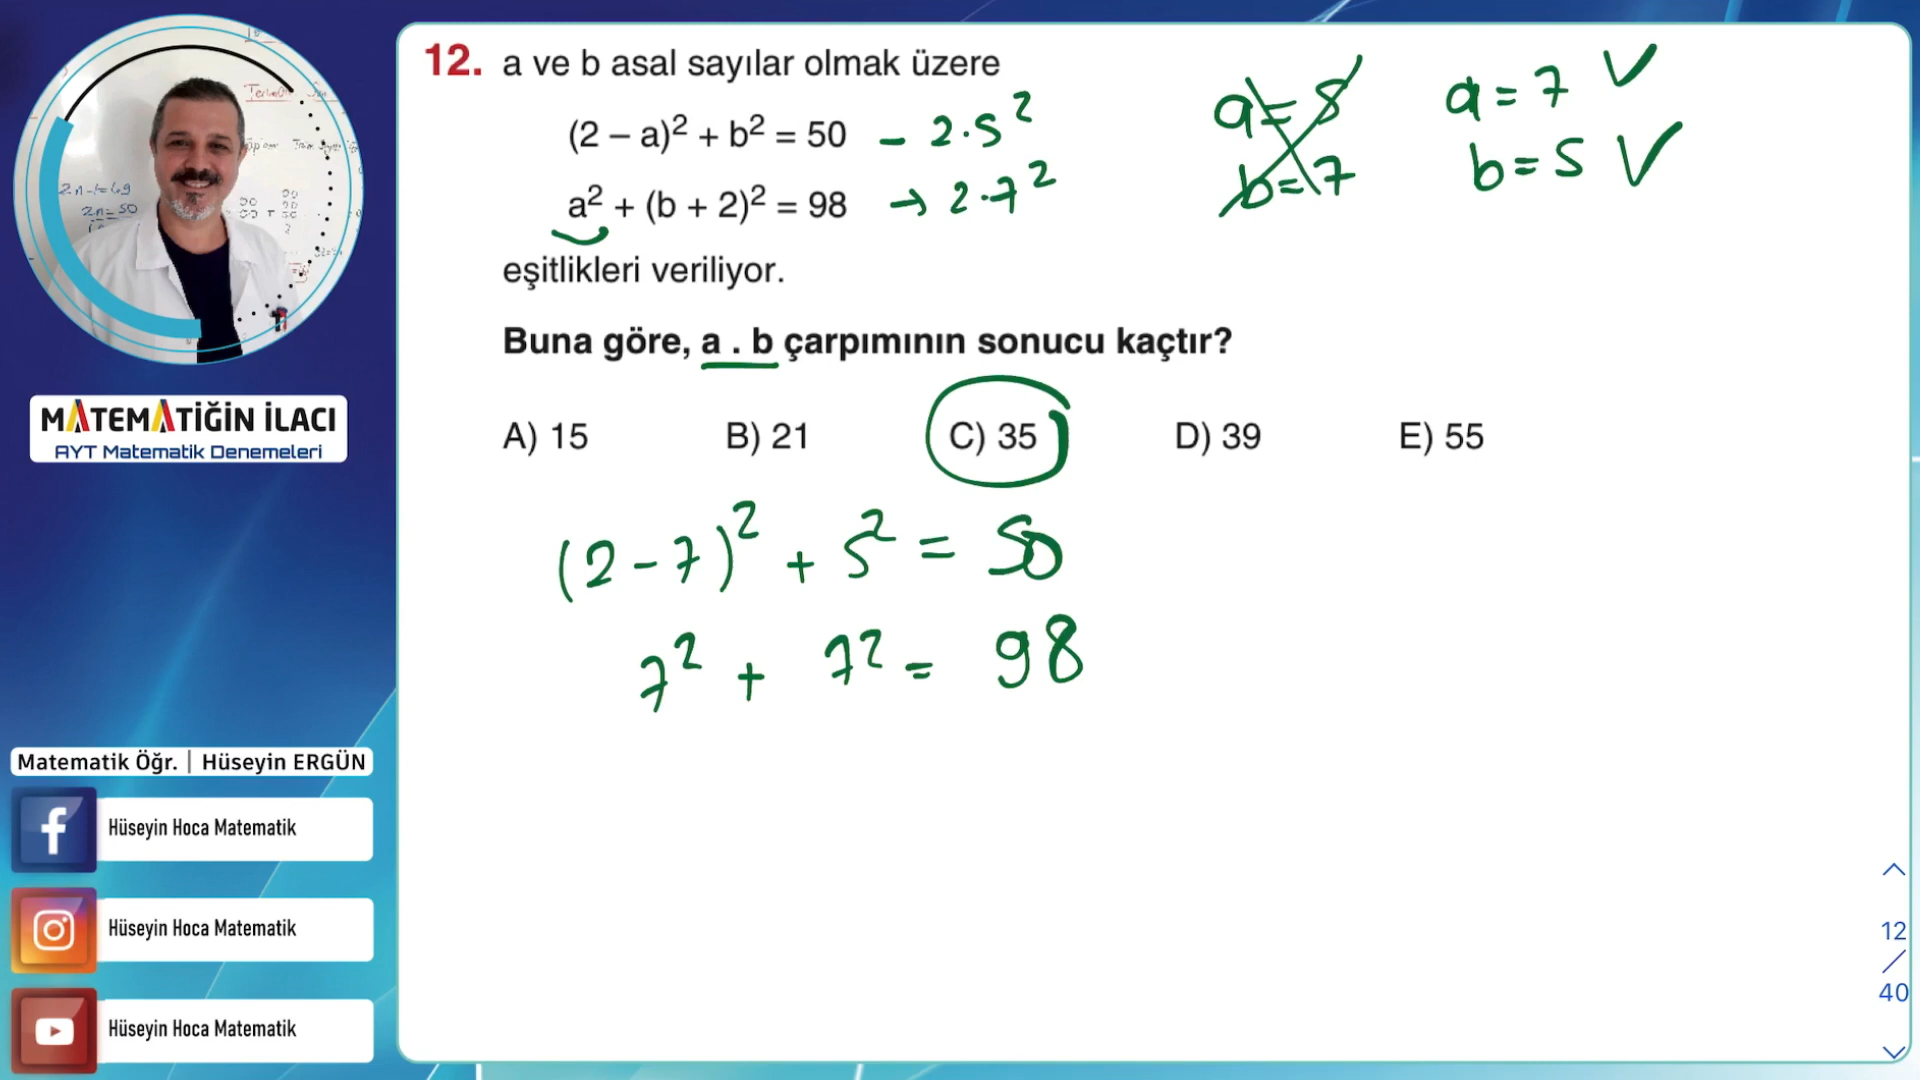 12. a ve b asal sayılar olmak üzere
(2 – a)² + b² = 50 – 2·5²
a² + (b + 2)² = 98 → 2·7²
a = 8
b = 7
a = 7 ✓
b = 5 ✓
eşitlikleri veriliyor.
Buna göre, a . b çarpımının sonucu kaçtır?
A) 15 B) 21 C) 35 D) 39 E) 55
(2 - 7)² + 5² = 50
7² + 7² = 98
MATEMATİĞİN İLACI
AYT Matematik Denemeleri
Matematik Öğr. | Hüseyin ERGÜN
Hüseyin Hoca Matematik
Hüseyin Hoca Matematik
Hüseyin Hoca Matematik
12
/
40